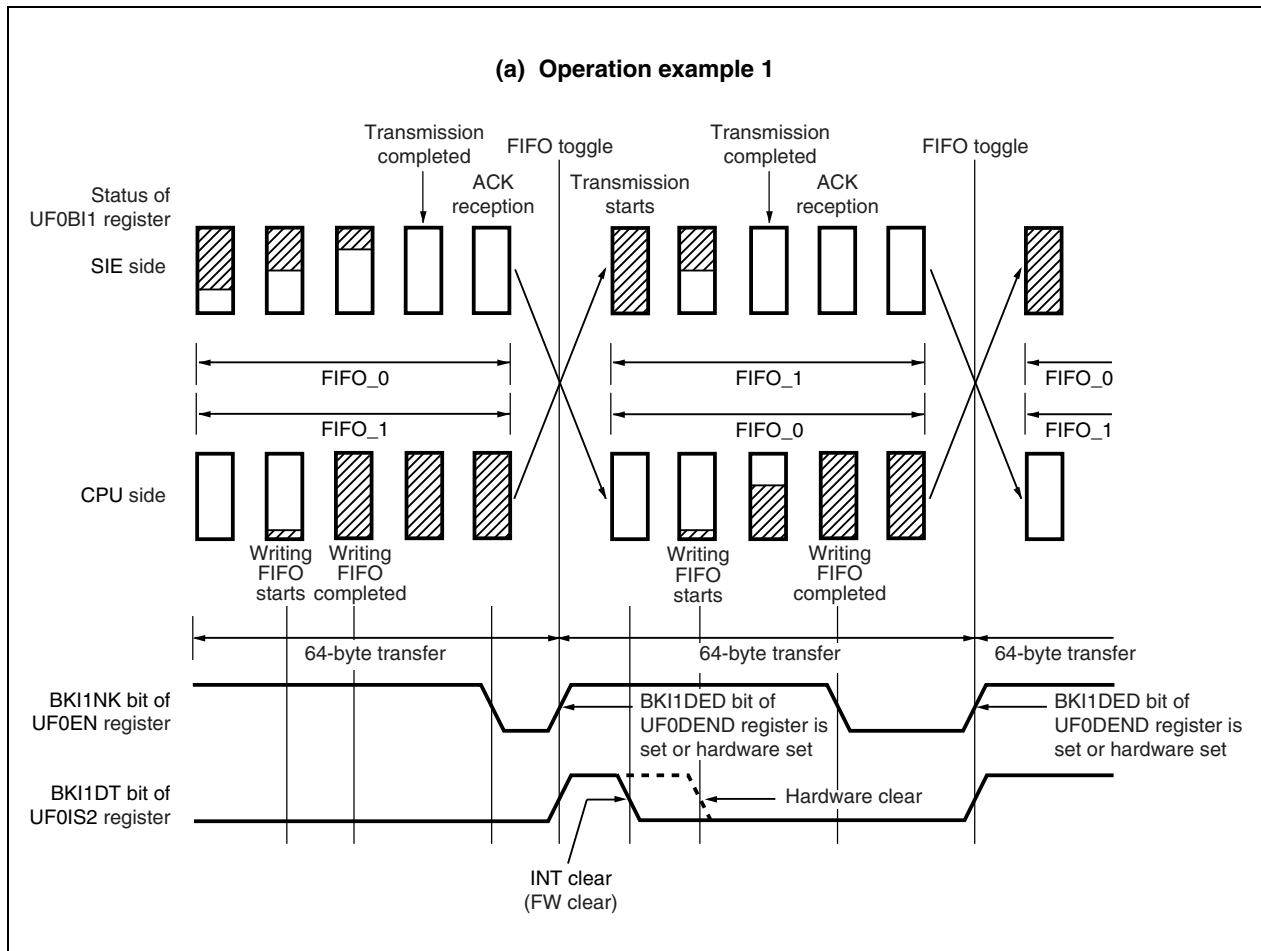 (a) Operation example 1
Transmission
completed
FIFO toggle
Transmission
completed
FIFO toggle
Status of
UF0BI1 register
ACK
reception
Transmission
starts
ACK
reception
SIE side
FIFO_0
FIFO_1
FIFO_0
FIFO_1
FIFO_0
FIFO_1
CPU side
Writing
FIFO
starts
Writing
FIFO
completed
Writing
FIFO
starts
Writing
FIFO
completed
64-byte transfer
64-byte transfer
64-byte transfer
BKI1NK bit of
UF0EN register
BKI1DED bit of
UF0DEND register is
set or hardware set
BKI1DED bit of
UF0DEND register is
set or hardware set
BKI1DT bit of
UF0IS2 register
Hardware clear
INT clear
(FW clear)